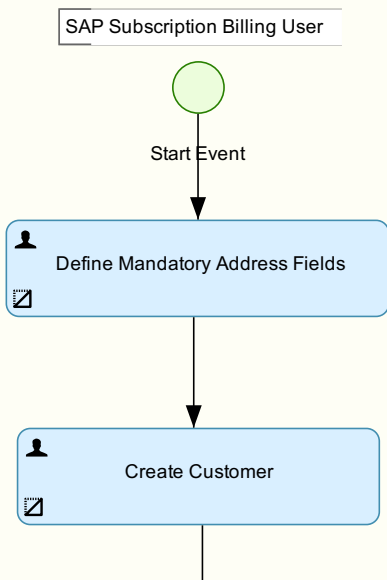 SAP Subscription Billing User
Start Event
Define Mandatory Address Fields
Create Customer